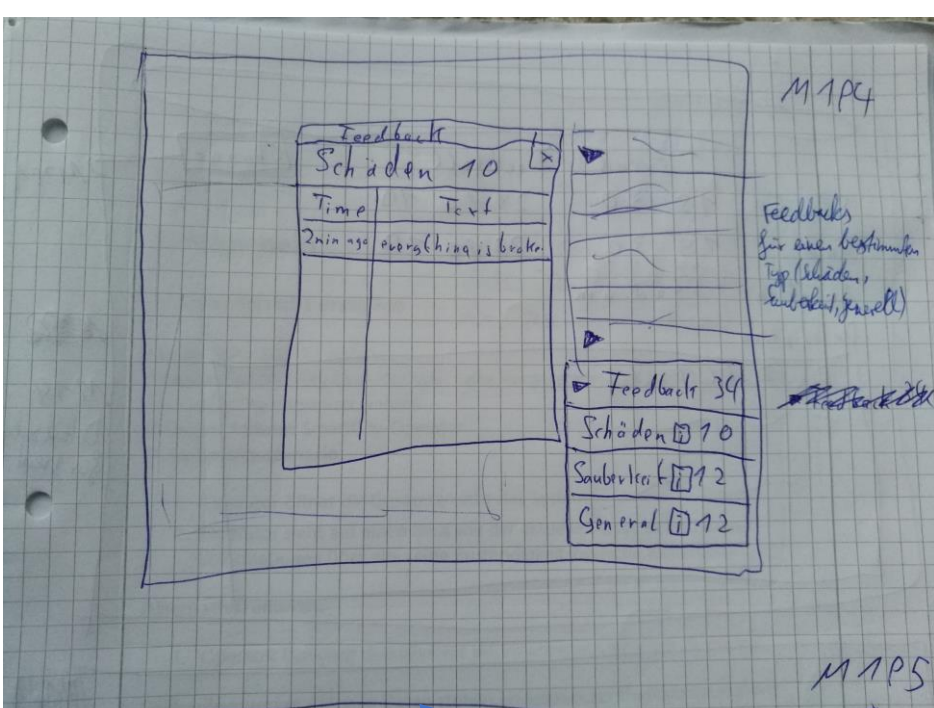 M1P4
Feedback
Schäden 10
x
Time Text
2min ago everything is broke.
Feedbacks
für einen bestimmten
Typ (Schäden,
Sauberkeit, generell)
Feedback 34
Schäden i 10
Sauberkeit i 12
General i 12
M1P5